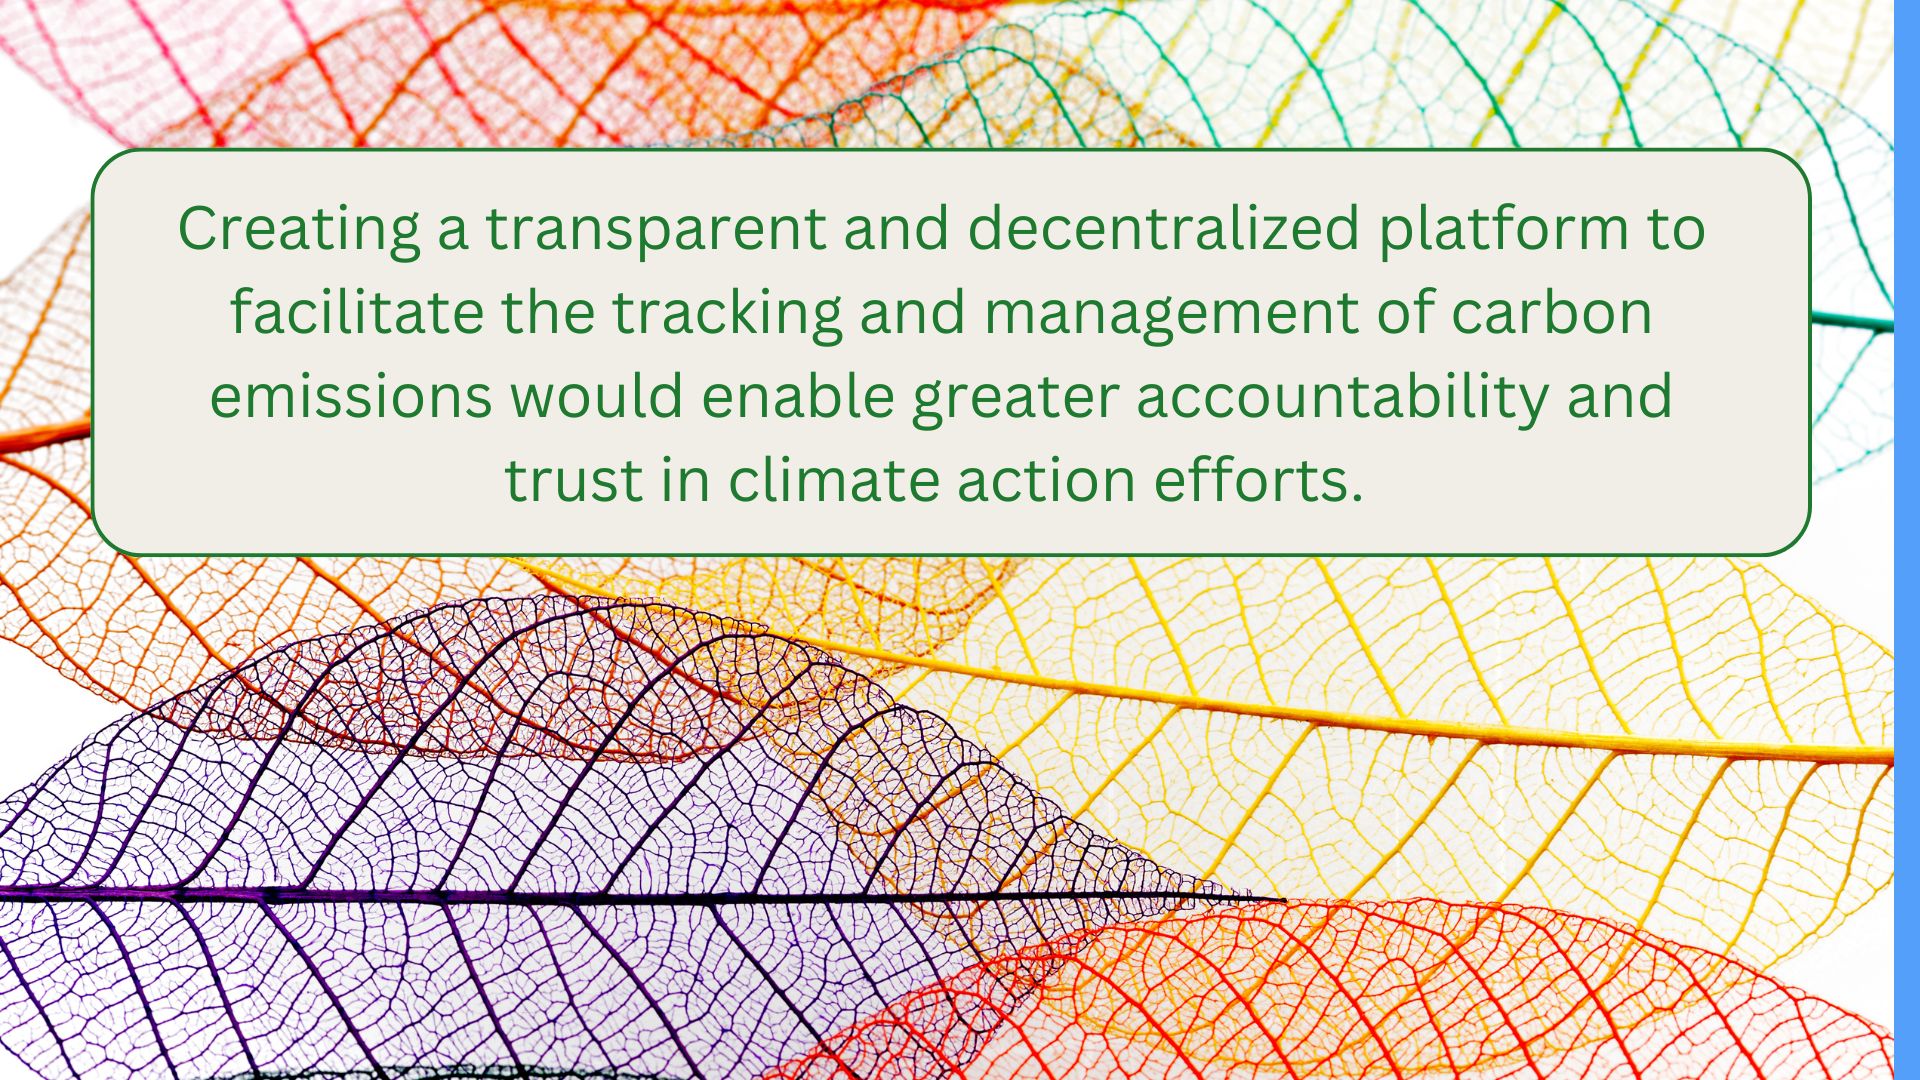 Creating a transparent and decentralized platform to
facilitate the tracking and management of carbon
emissions would enable greater accountability and
trust in climate action efforts.